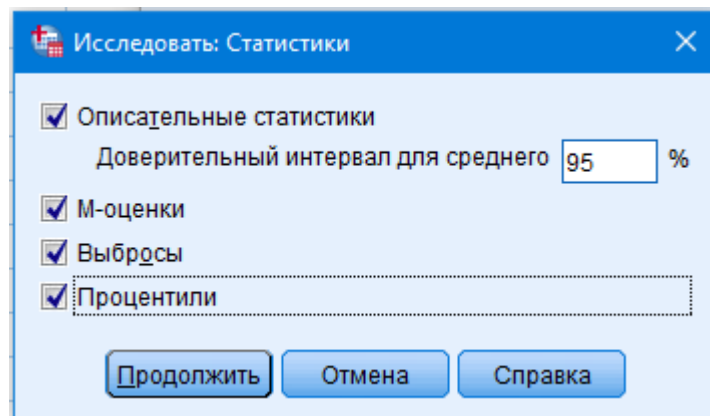 Исследовать: Статистики
Описательные статистики
Доверительный интервал для среднего 95 %
М-оценки
Выбросы
Процентили
Продолжить Отмена Справка